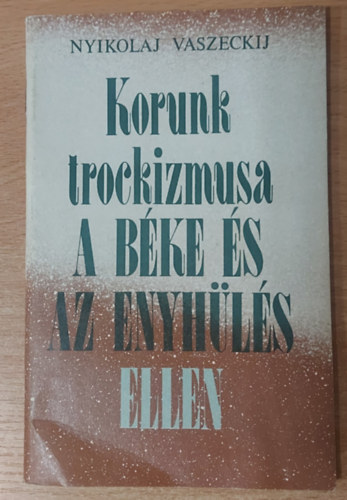 NYIKOLAJ VASZECKIJ
Korunk
trockizmusa
A BÉKE ÉS
AZ ENYHÜLÉS
ELLEN